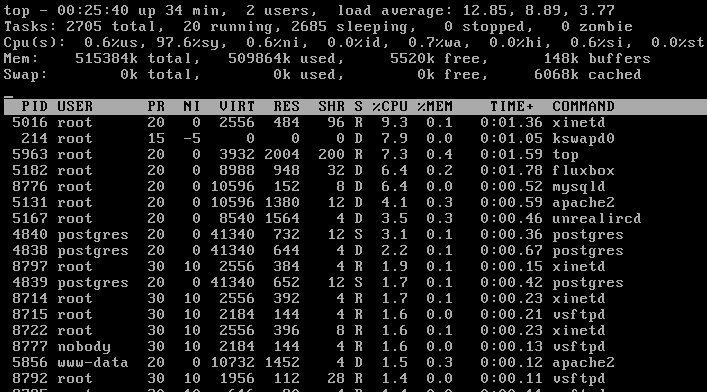 top - 00:25:40 up 34 min,  2 users,  load average: 12.85, 8.89, 3.77
Tasks: 2705 total,  20 running, 2685 sleeping,   0 stopped,   0 zombie
Cpu(s):  0.6%us, 97.6%sy,  0.6%ni,  0.0%id,  0.7%wa,  0.0%hi,  0.6%si,  0.0%st
Mem:    515384k total,   509864k used,     5520k free,      148k buffers
Swap:        0k total,        0k used,        0k free,     6068k cached
PID USER      PR  NI  VIRT  RES  SHR S %CPU %MEM    TIME+  COMMAND
5016 root      20   0  2556  484   96 R  9.3  0.1   0:01.36 xinetd
214 root      15  -5     0    0    0 D  7.9  0.0   0:01.05 kswapd0
5963 root      20   0  3932 2004  200 R  7.3  0.4   0:01.59 top
5182 root      20   0  8988  948   32 D  6.4  0.2   0:01.78 fluxbox
8776 root      20   0 10596  152    8 D  6.4  0.0   0:00.52 mysqld
5131 root      20   0 10596 1380   12 D  4.1  0.3   0:00.59 apache2
5167 root      20   0  8540 1564    4 D  3.5  0.3   0:00.46 unrealircd
4840 postgres  20   0 41340  732   12 S  3.1  0.1   0:00.36 postgres
4838 postgres  20   0 41340  644    4 D  2.2  0.1   0:00.67 postgres
8797 root      30  10  2556  384    4 R  1.9  0.1   0:00.15 xinetd
4839 postgres  20   0 41340  652   12 S  1.7  0.1   0:00.42 postgres
8714 root      30  10  2556  392    4 R  1.7  0.1   0:00.23 xinetd
8715 root      30  10  2184  144    4 R  1.6  0.0   0:00.21 vsftpd
8722 root      30  10  2556  396    8 R  1.6  0.1   0:00.23 xinetd
8777 nobody    30  10  2184  144    4 R  1.6  0.0   0:00.13 vsftpd
5856 www-data  20   0 10732 1452    4 D  1.5  0.3   0:00.12 apache2
8792 root      30  10  1956  112   28 R  1.4  0.0   0:00.11 vsftpd